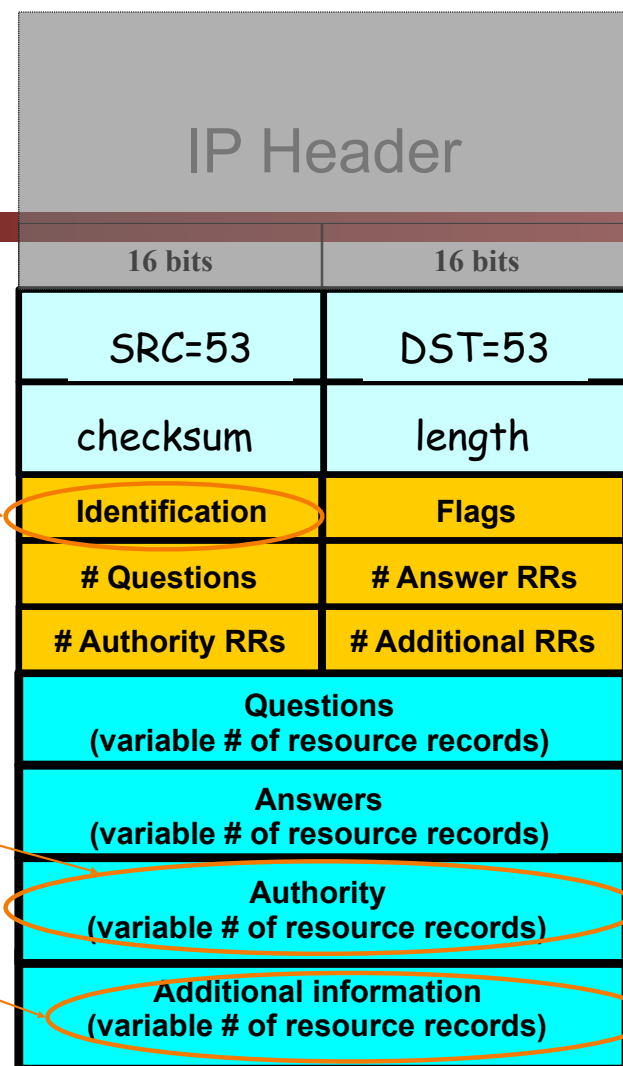 IP Header
16 bits 16 bits
SRC=53 DST=53
checksum length
Identification Flags
# Questions # Answer RRs
# Authority RRs # Additional RRs
Questions
(variable # of resource records)
Answers
(variable # of resource records)
Authority
(variable # of resource records)
Additional information
(variable # of resource records)